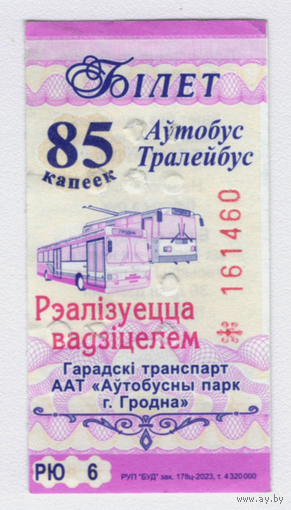 БІЛЕТ
85
капеек
Аўтобус
Тралейбус
161460
ГРОДНА
Рэалізуецца
вадзіцелем
Гарадскі транспарт
ААТ «Аўтобусны парк
г. Гродна»
РЮ 6
РУП "БУД" зак. 178ц-2023, т. 4 320 000
www.ay.by